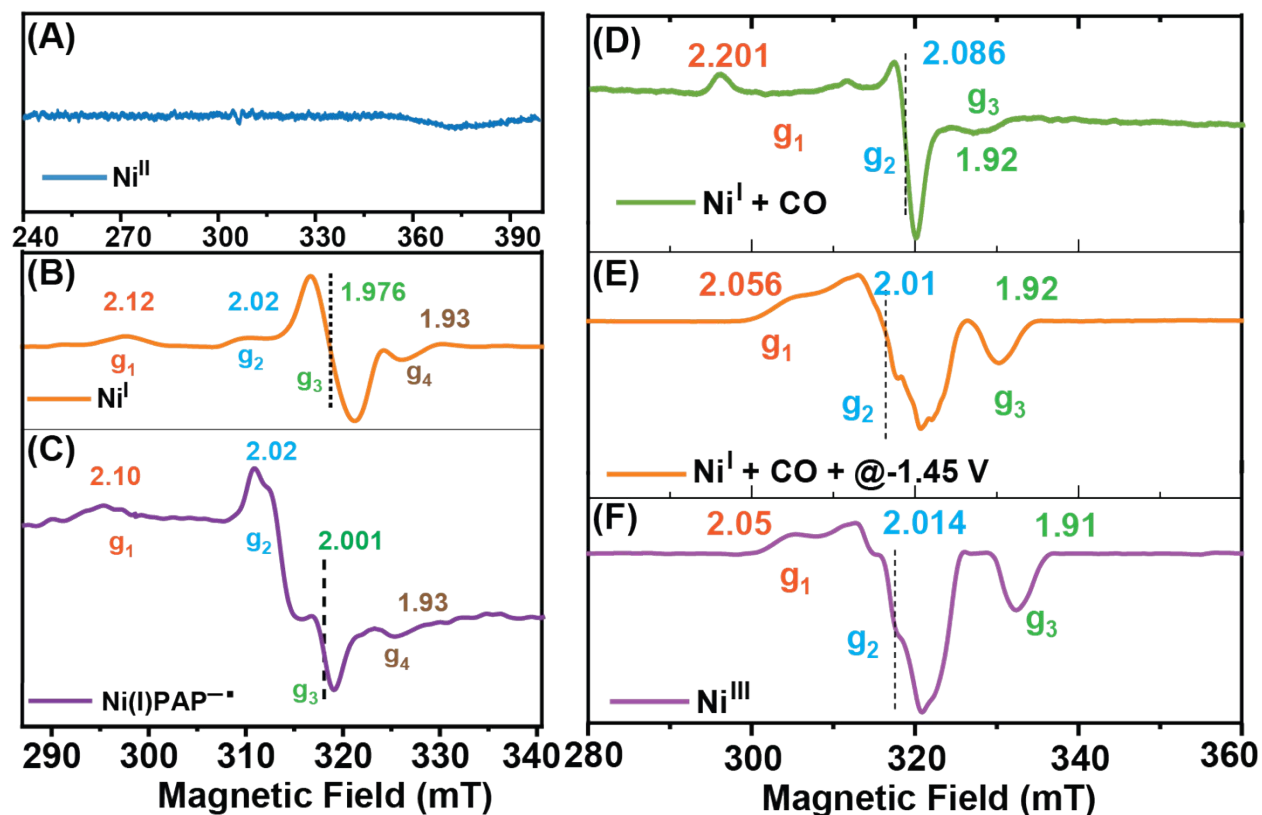 (A)
Ni^II
240 270 300 330 360 390
(B)
2.12
2.02
1.976
1.93
g1
g2
g3
g4
Ni^I
(C)
2.10
2.02
2.001
1.93
g1
g2
g3
g4
Ni(I)PAP^—▪
290 300 310 320 330 340
Magnetic Field (mT)
(D)
2.201
2.086
g3
g1
g2
1.92
Ni^I + CO
(E)
2.056
2.01
1.92
g1
g2
g3
Ni^I + CO + @-1.45 V
(F)
2.05
2.014
1.91
g1
g2
g3
Ni^III
280 300 320 340 360
Magnetic Field (mT)